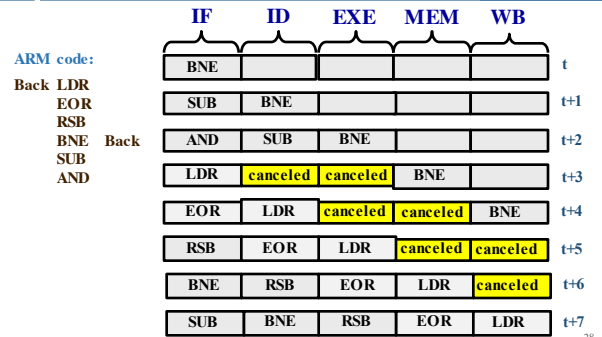 IF ID EXE MEM WB
ARM code:
Back LDR
EOR
RSB
BNE Back
SUB
AND
BNE t
SUB BNE t+1
AND SUB BNE t+2
LDR canceled canceled BNE t+3
EOR LDR canceled canceled BNE t+4
RSB EOR LDR canceled canceled t+5
BNE RSB EOR LDR canceled t+6
SUB BNE RSB EOR LDR t+7
28